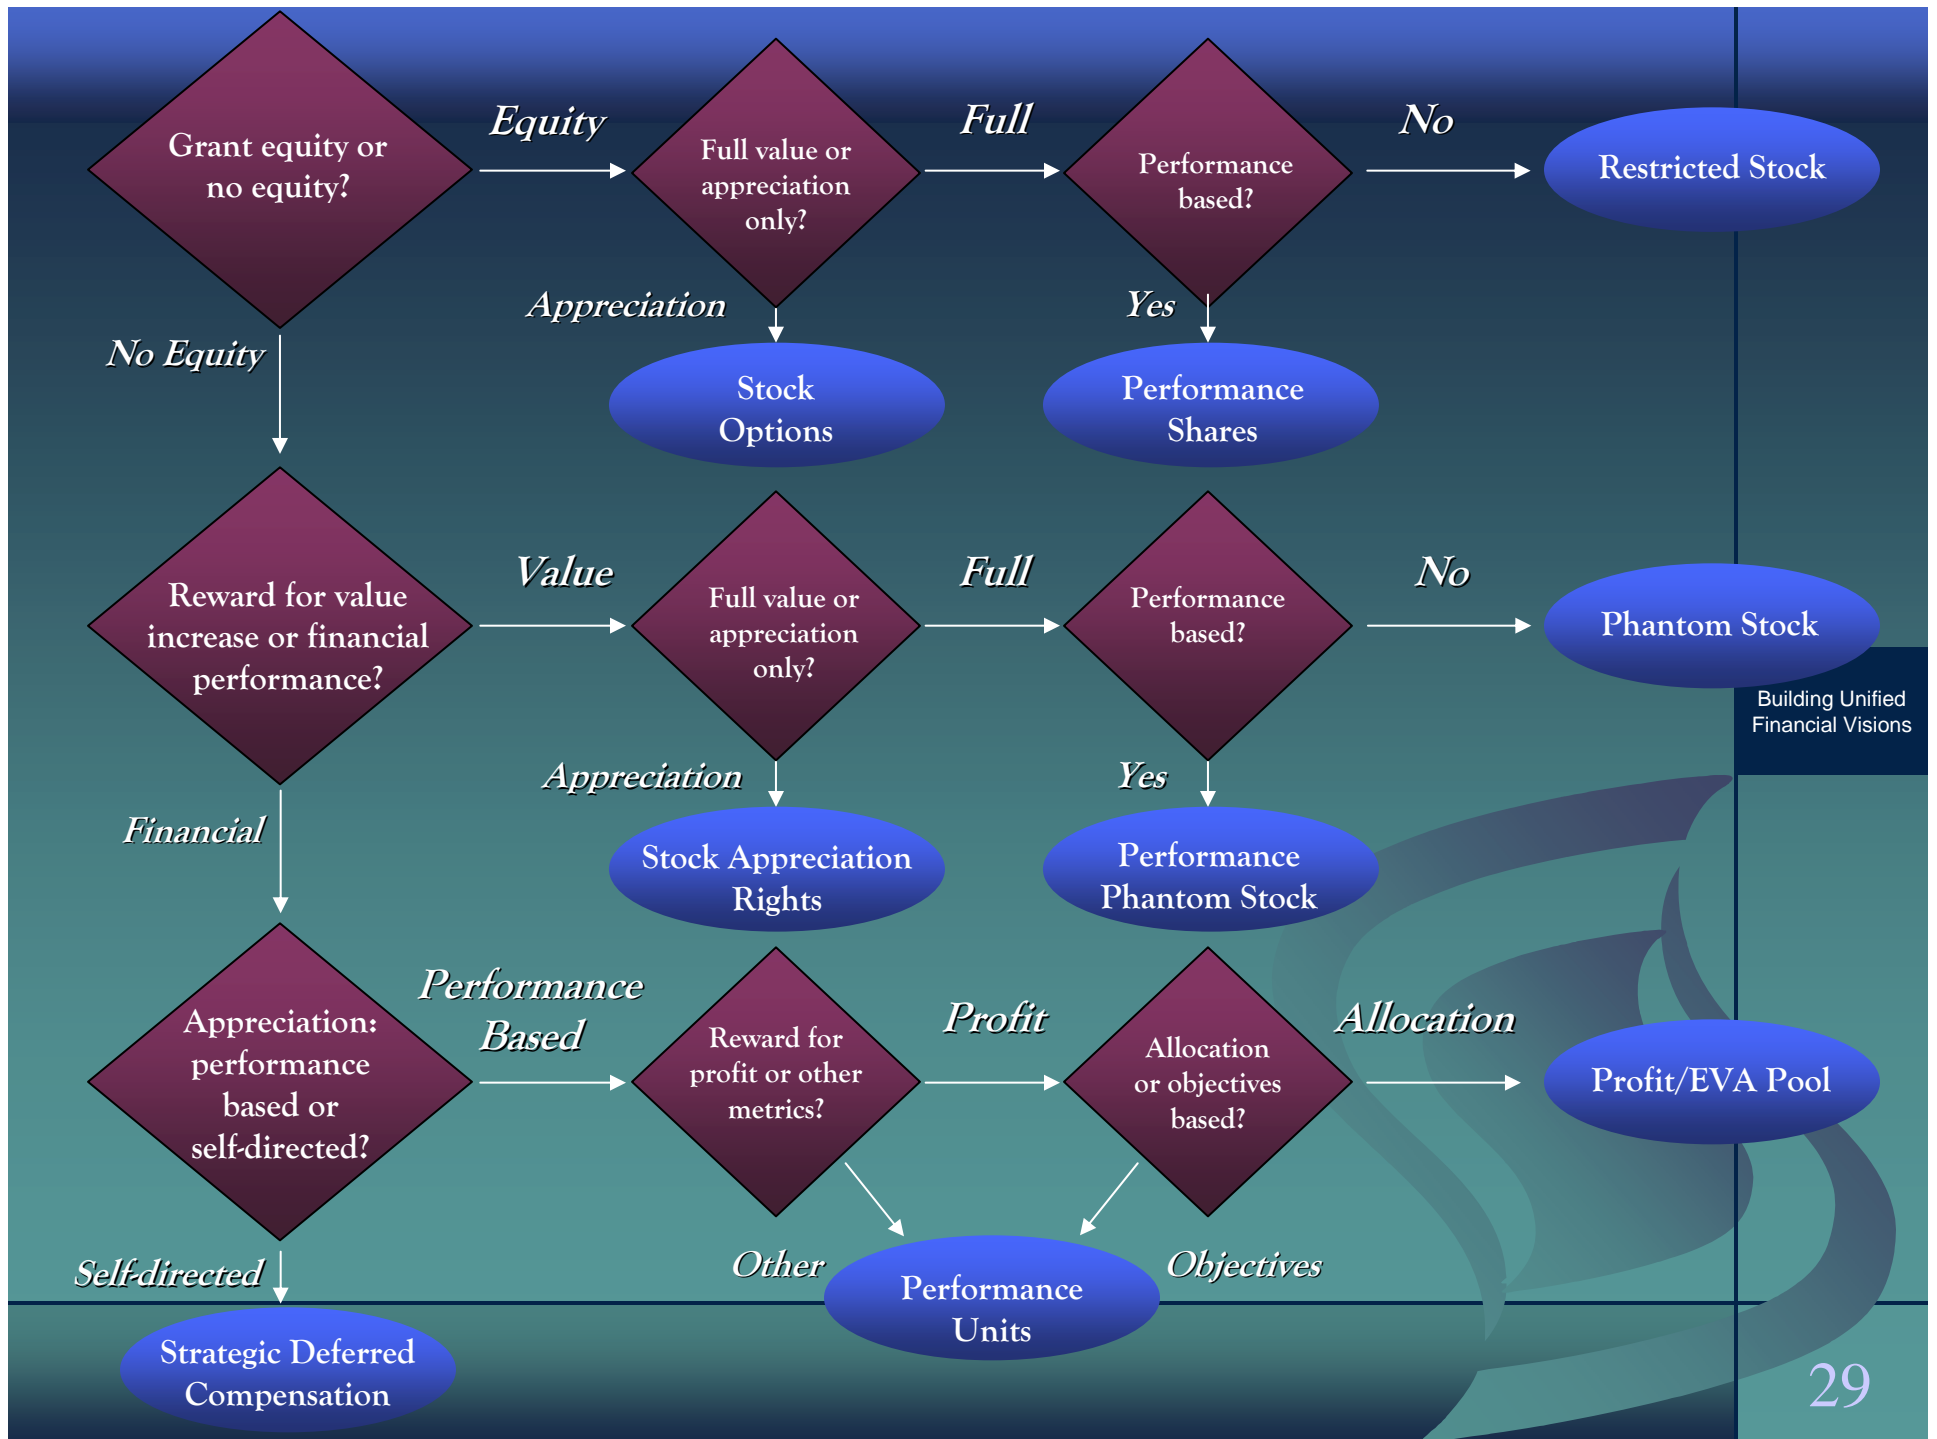 Grant equity or
no equity?
Equity
Full value or
appreciation
only?
Full
Performance
based?
No
Restricted Stock
No Equity
Appreciation
Stock
Options
Yes
Performance
Shares
Reward for value
increase or financial
performance?
Value
Full value or
appreciation
only?
Full
Performance
based?
No
Phantom Stock
Building Unified
Financial Visions
Financial
Appreciation
Stock Appreciation
Rights
Yes
Performance
Phantom Stock
Appreciation:
performance
based or
self-directed?
Performance
Based
Reward for
profit or other
metrics?
Profit
Allocation
or objectives
based?
Allocation
Profit/EVA Pool
Self-directed
Other
Objectives
Performance
Units
Strategic Deferred
Compensation
29